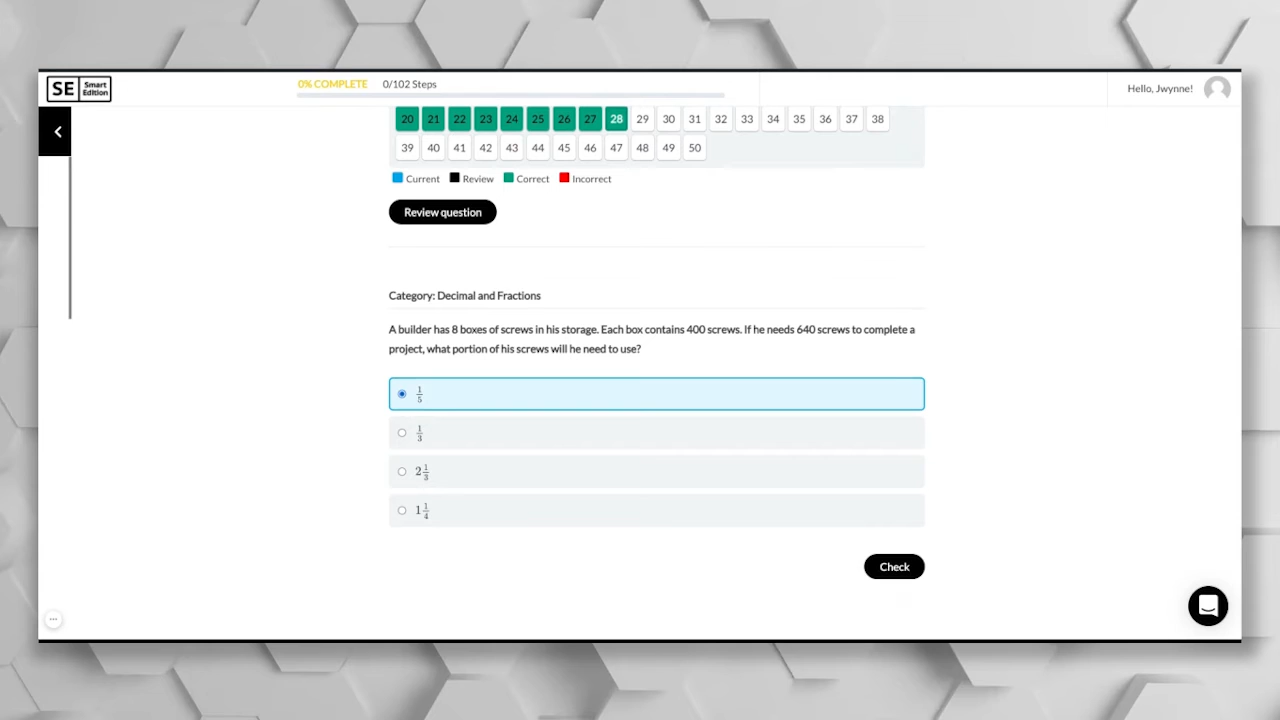 SE Smart Edition
0% COMPLETE 0/102 Steps
Hello, Jwynne!
20 21 22 23 24 25 26 27 28 29 30 31 32 33 34 35 36 37 38
39 40 41 42 43 44 45 46 47 48 49 50
Current Review Correct Incorrect
Review question
Category: Decimal and Fractions
A builder has 8 boxes of screws in his storage. Each box contains 400 screws. If he needs 640 screws to complete a
project, what portion of his screws will he need to use?
1/5
1/3
2 1/3
1 1/4
Check